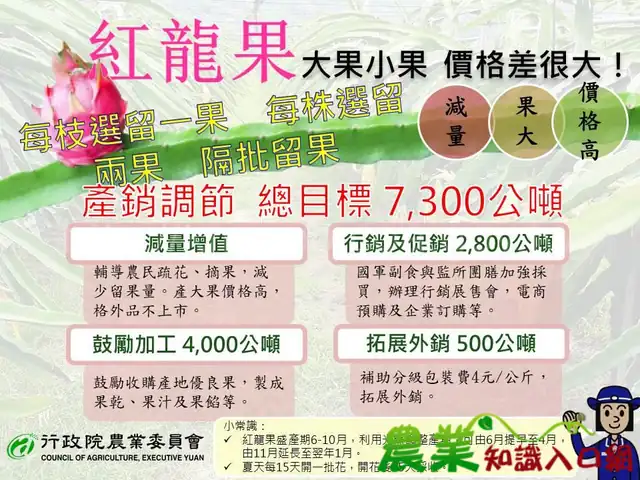 紅龍果 大果小果 價格差很大！
每枝選留一果 每株選留
兩果 隔批留果
減量
果大
價格高
產銷調節 總目標 7,300公噸
減量增值
輔導農民疏花、摘果，減
少留果量。產大果價格高，
格外品不上市。
行銷及促銷 2,800公噸
國軍副食與監所團膳加強採
買，辦理行銷展售會，電商
預購及企業訂購等。
鼓勵加工 4,000公噸
鼓勵收購產地優良果，製成
果乾、果汁及果餡等。
拓展外銷 500公噸
補助分級包裝費4元/公斤，
拓展外銷。
行政院農業委員會
COUNCIL OF AGRICULTURE, EXECUTIVE YUAN
小常識：
✓ 紅龍果盛產期6-10月，利用
可由6月提早至4月，
由11月延長至翌年1月。
✓ 夏天每15天開一批花，開花
農業知識入口網